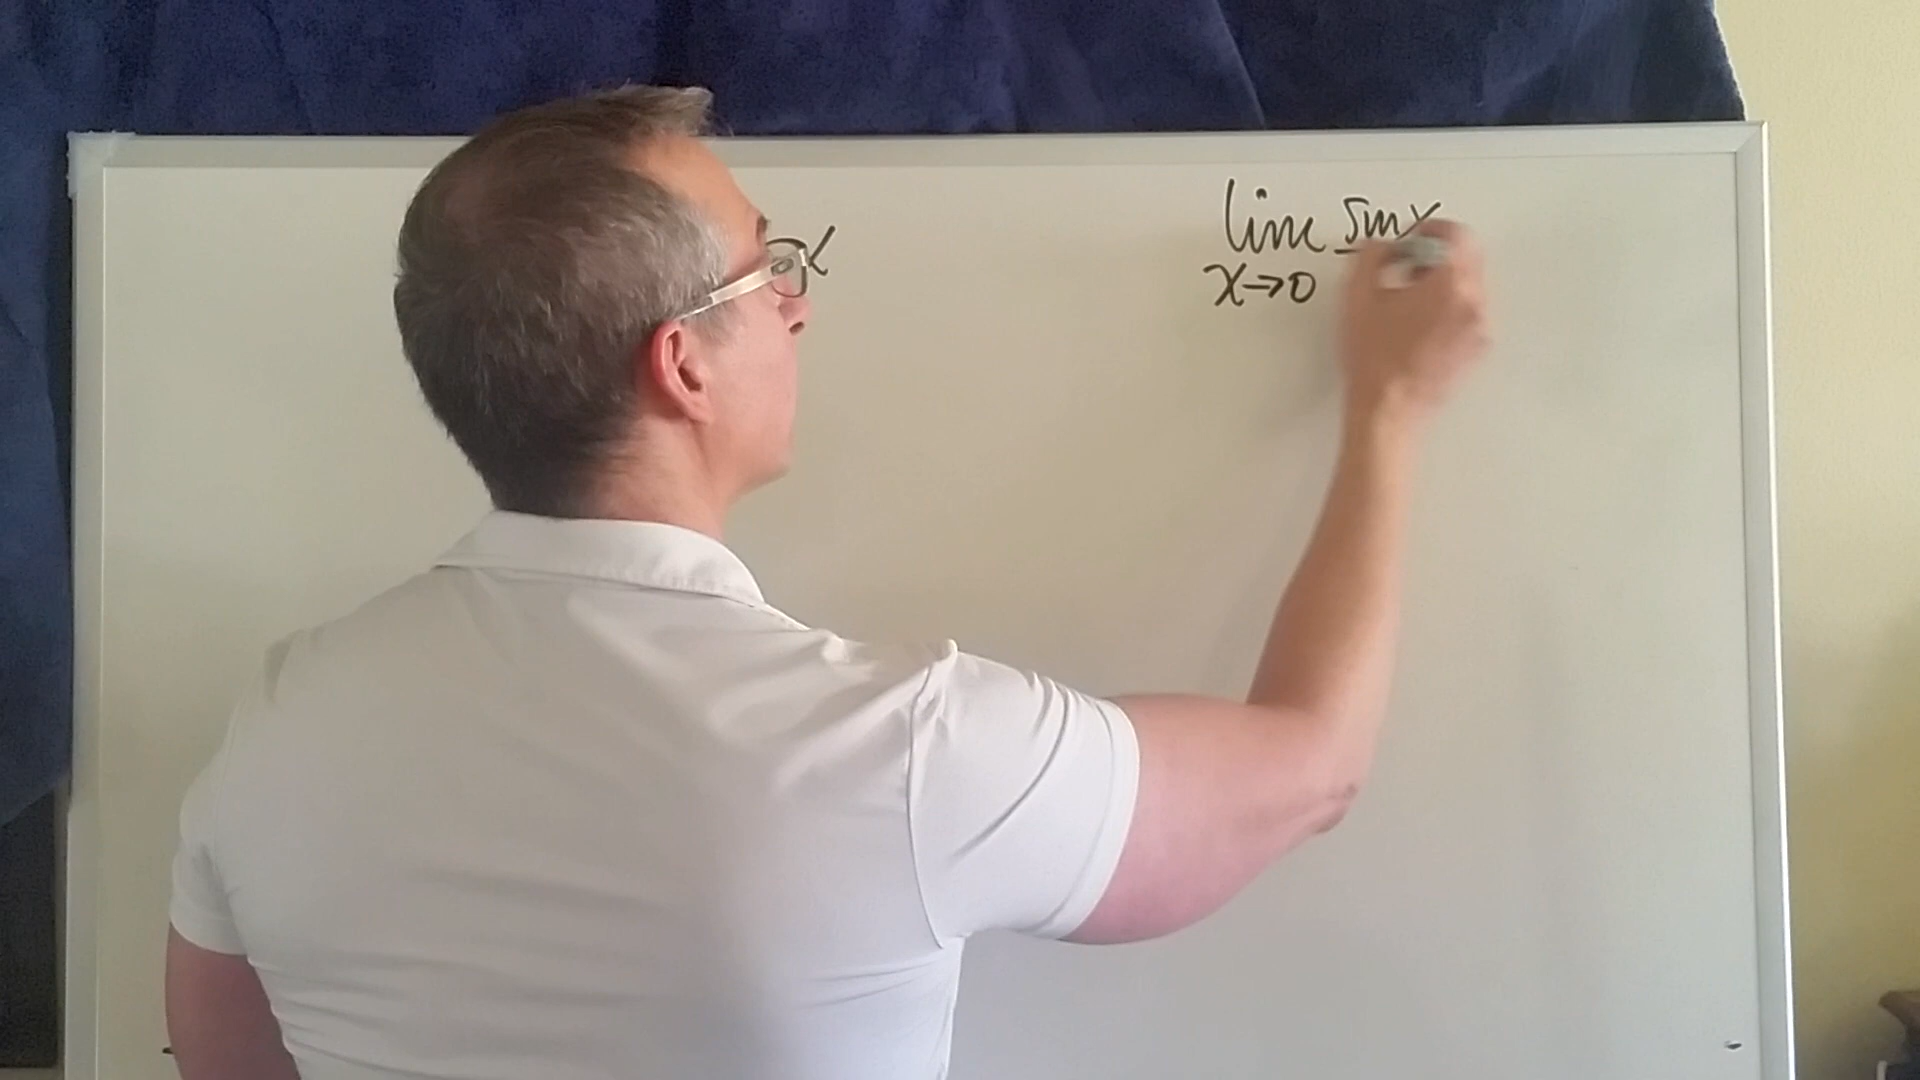 x
lim sin x
x→0